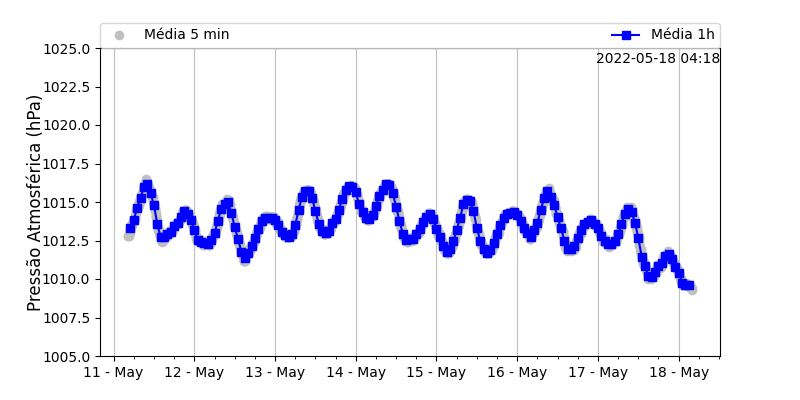 Média 5 min
Média 1h
2022-05-18 04:18
Pressão Atmosférica (hPa)
1025.0
1022.5
1020.0
1017.5
1015.0
1012.5
1010.0
1007.5
1005.0
11 - May 12 - May 13 - May 14 - May 15 - May 16 - May 17 - May 18 - May